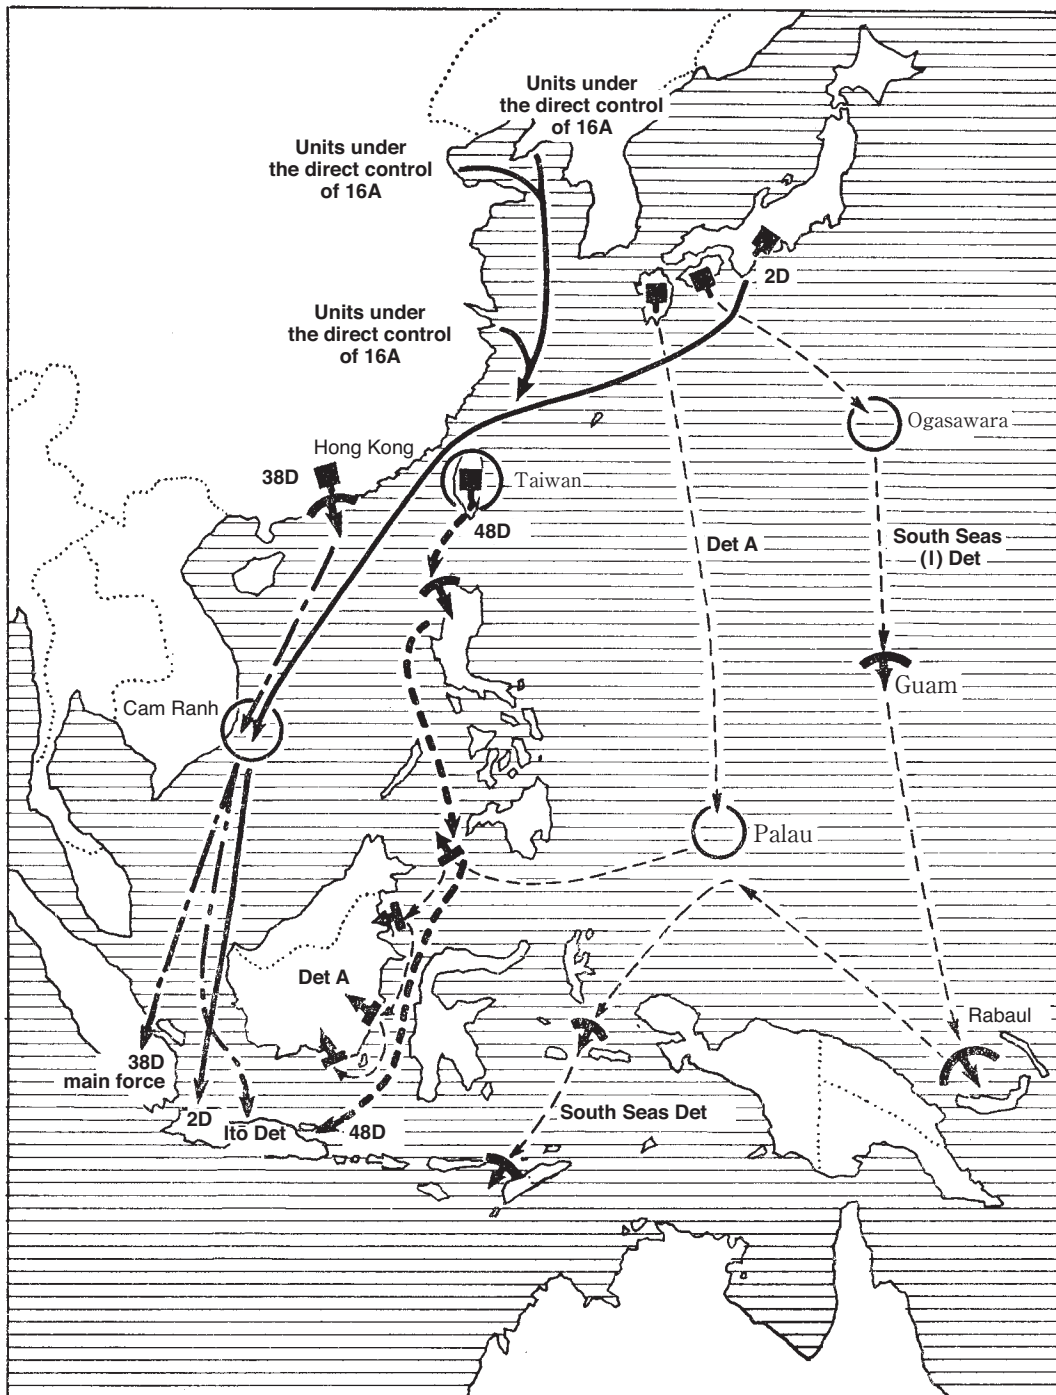 Units under
the direct control
of 16A
Units under
the direct control
of 16A
2D
Units under
the direct control
of 16A
Ogasawara
Hong Kong
38D
Taiwan
48D
Det A
South Seas
(I) Det
Guam
Cam Ranh
Palau
Det A
Rabaul
38D
main force
2D
Itō Det
48D
South Seas Det